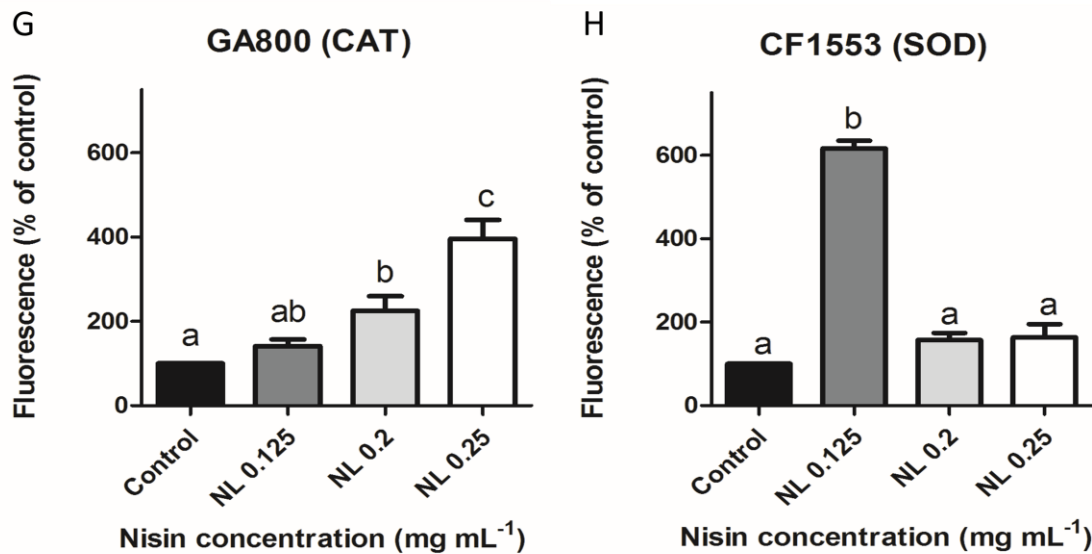 G
GA800 (CAT)
Fluorescence (% of control)
600
400
200
0
a
ab
b
c
Control
NL 0.125
NL 0.2
NL 0.25
Nisin concentration (mg mL⁻¹)
H
CF1553 (SOD)
Fluorescence (% of control)
600
400
200
0
a
b
a
a
Control
NL 0.125
NL 0.2
NL 0.25
Nisin concentration (mg mL⁻¹)